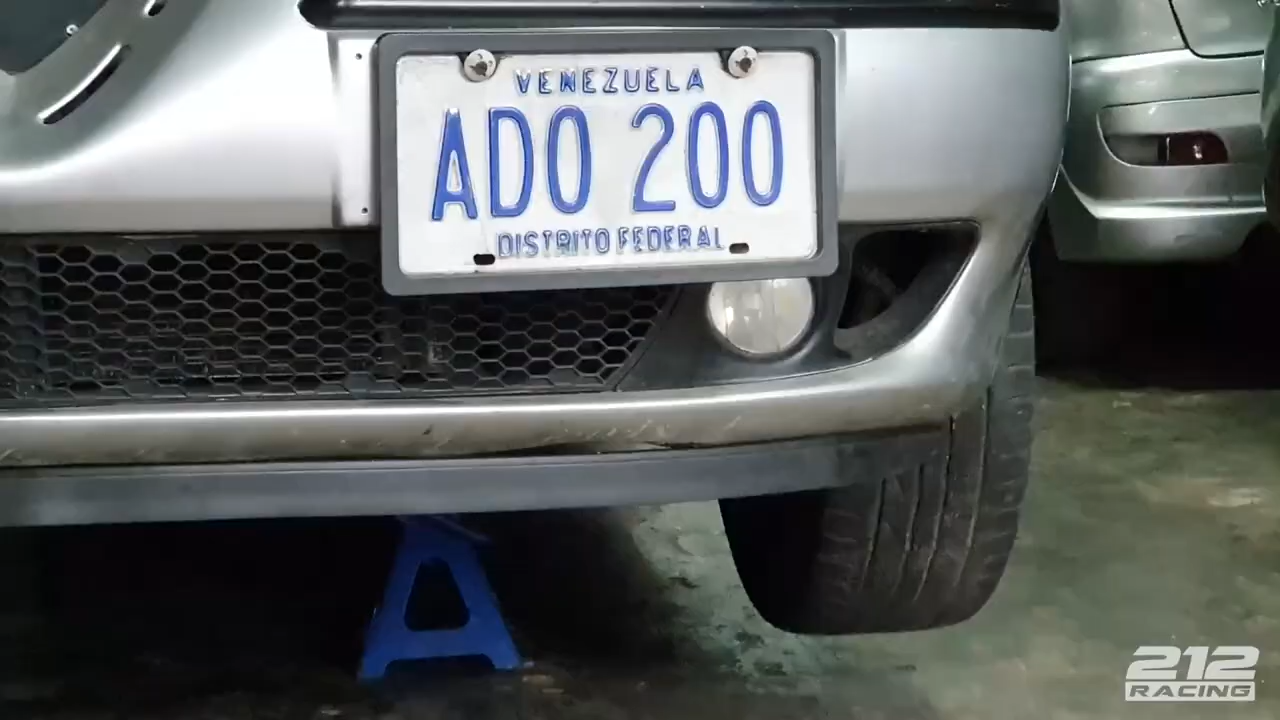 VENEZUELA
ADO 200
DISTRITO FEDERAL
212
RACING